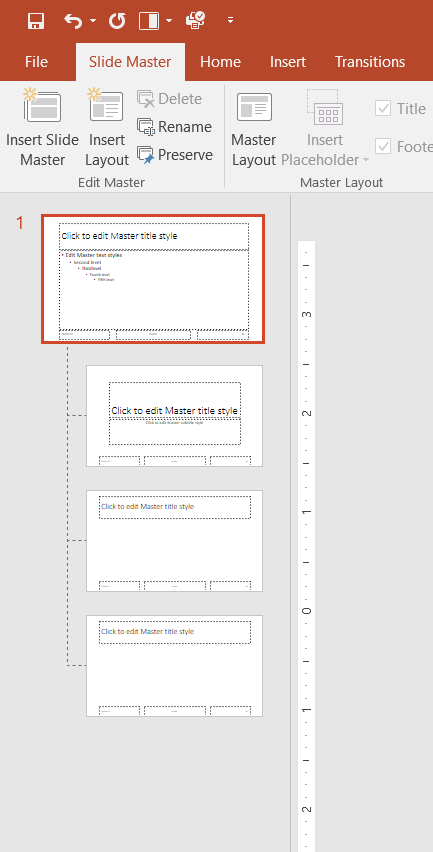 File Slide Master Home Insert Transitions
Insert Slide Master
Insert Layout
Delete
Rename
Preserve
Edit Master
Master Layout
Insert Placeholder
Title
Foote
Master Layout
1
Click to edit Master title style
• Edit Master text styles
• Second level
• Third level
• Fourth level
• Fifth level
Click to edit Master title style
Click to edit Master subtitle style
Click to edit Master title style
Click to edit Master title style
3
2
1
0
1
2